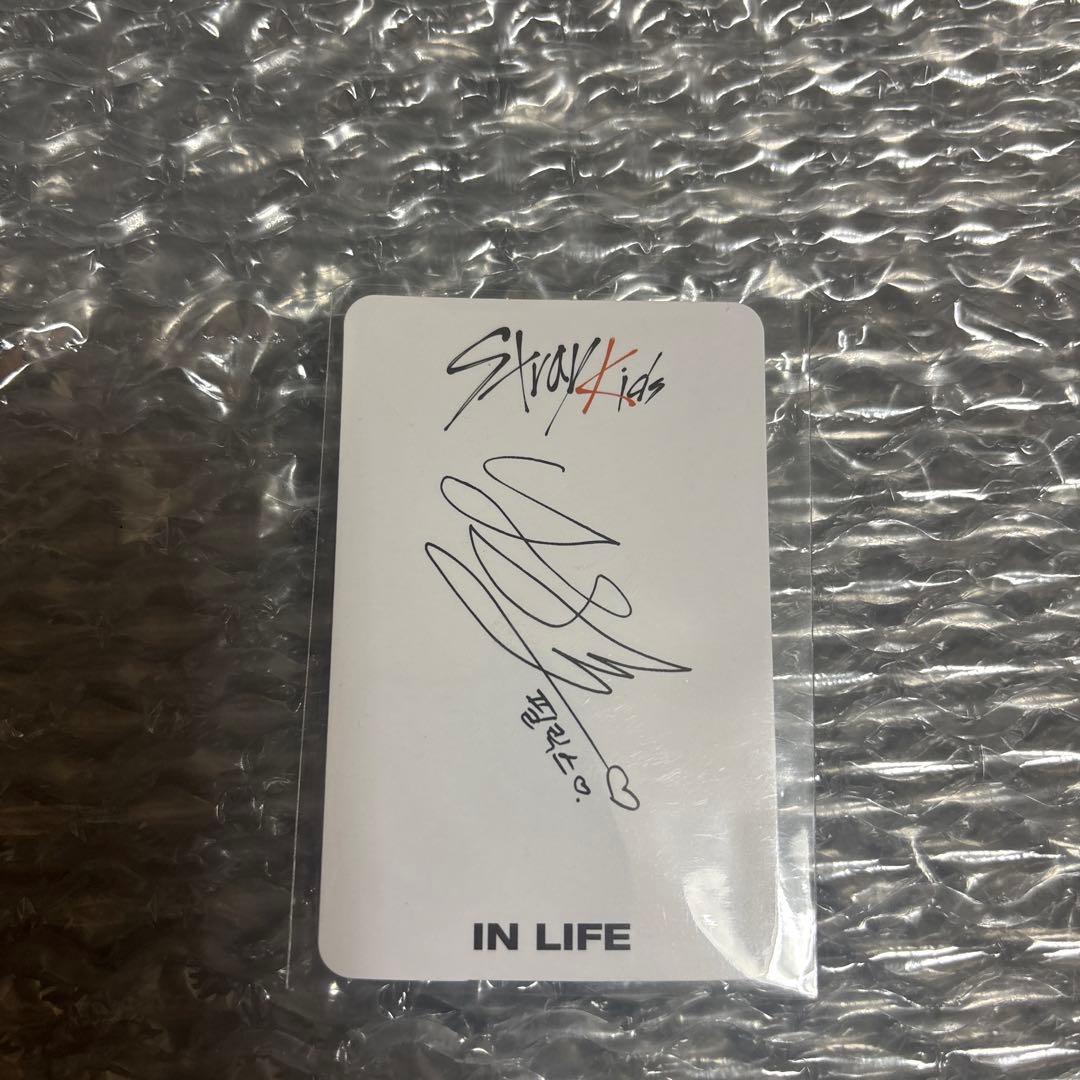 Stray Kids
필릭스♡.
IN LIFE